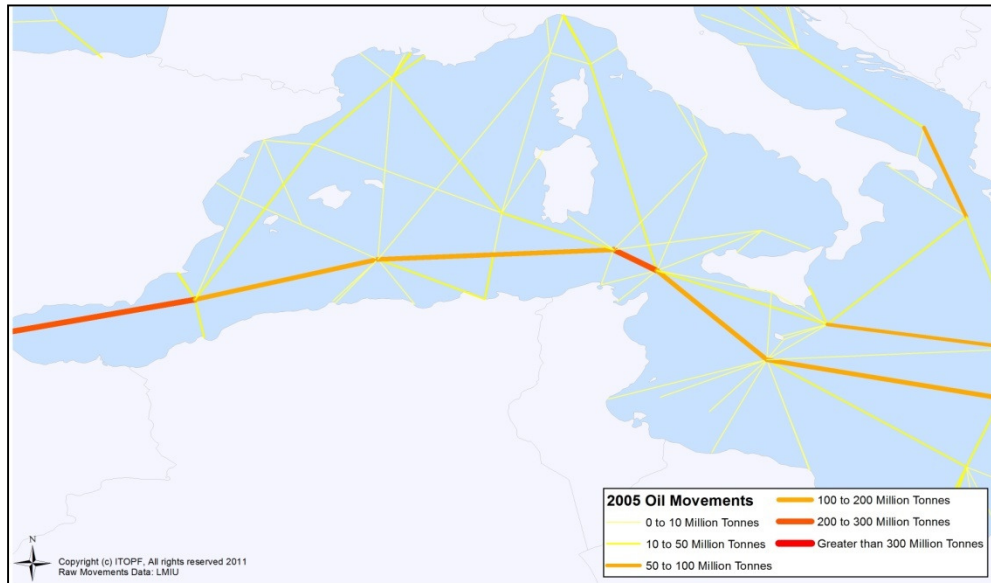 2005 Oil Movements
0 to 10 Million Tonnes
10 to 50 Million Tonnes
50 to 100 Million Tonnes
100 to 200 Million Tonnes
200 to 300 Million Tonnes
Greater than 300 Million Tonnes
N
Copyright (c) ITOPF, All rights reserved 2011
Raw Movements Data: LMIU